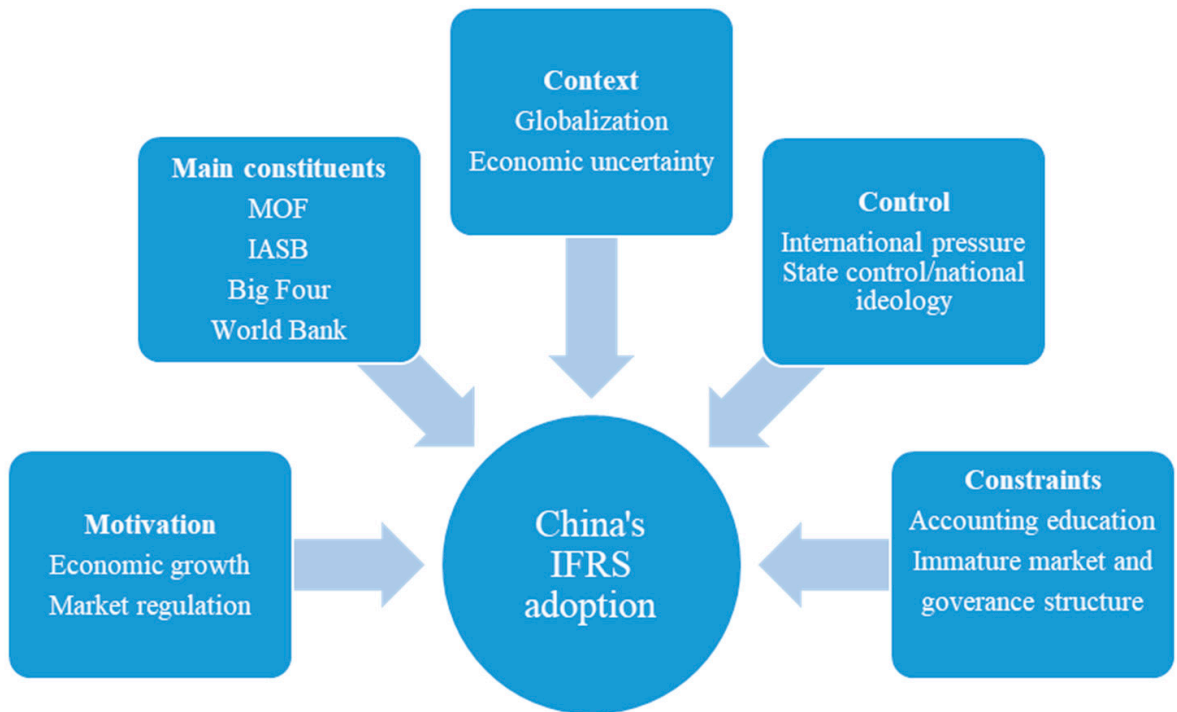 Context
Globalization
Economic uncertainty
Main constituents
MOF
IASB
Big Four
World Bank
Control
International pressure
State control/national
ideology
Motivation
Economic growth
Market regulation
China's
IFRS
adoption
Constraints
Accounting education
Immature market and
goverance structure